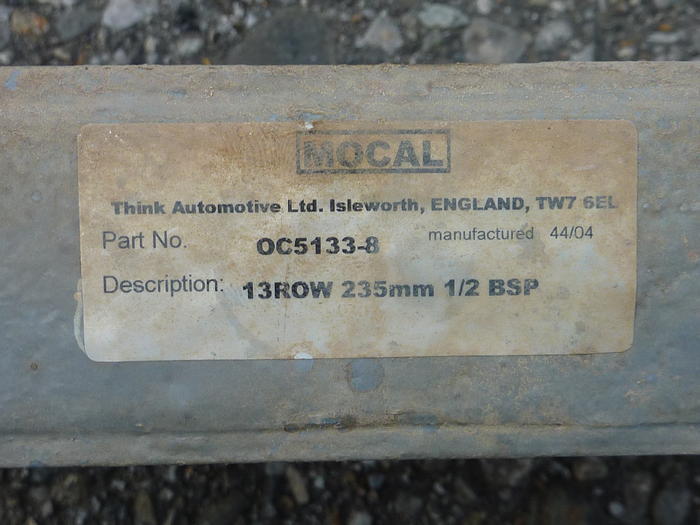 MOCAL
Think Automotive Ltd. Isleworth, ENGLAND, TW7 6EL
Part No. OC5133-8 manufactured 44/04
Description: 13ROW 235mm 1/2 BSP